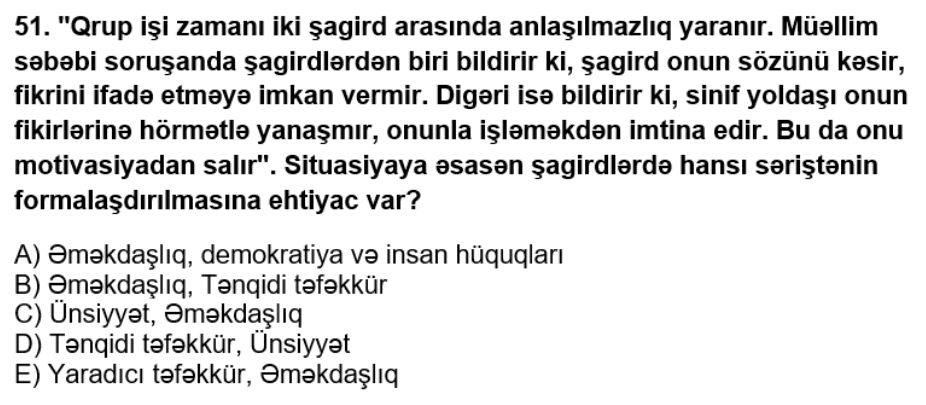 51. "Qrup işi zamanı iki şagird arasında anlaşılmazlıq yaranır. Müəllim
səbəbi soruşanda şagirdlərdən biri bildirir ki, şagird onun sözünü kəsir,
fikrini ifadə etməyə imkan vermir. Digəri isə bildirir ki, sinif yoldaşı onun
fikirlərinə hörmətlə yanaşmır, onunla işləməkdən imtina edir. Bu da onu
motivasiyadan salır". Situasiyaya əsasən şagirdlərdə hansı səriştənin
formalaşdırılmasına ehtiyac var?
A) Əməkdaşlıq, demokratiya və insan hüquqları
B) Əməkdaşlıq, Tənqidi təfəkkür
C) Ünsiyyət, Əməkdaşlıq
D) Tənqidi təfəkkür, Ünsiyyət
E) Yaradıcı təfəkkür, Əməkdaşlıq